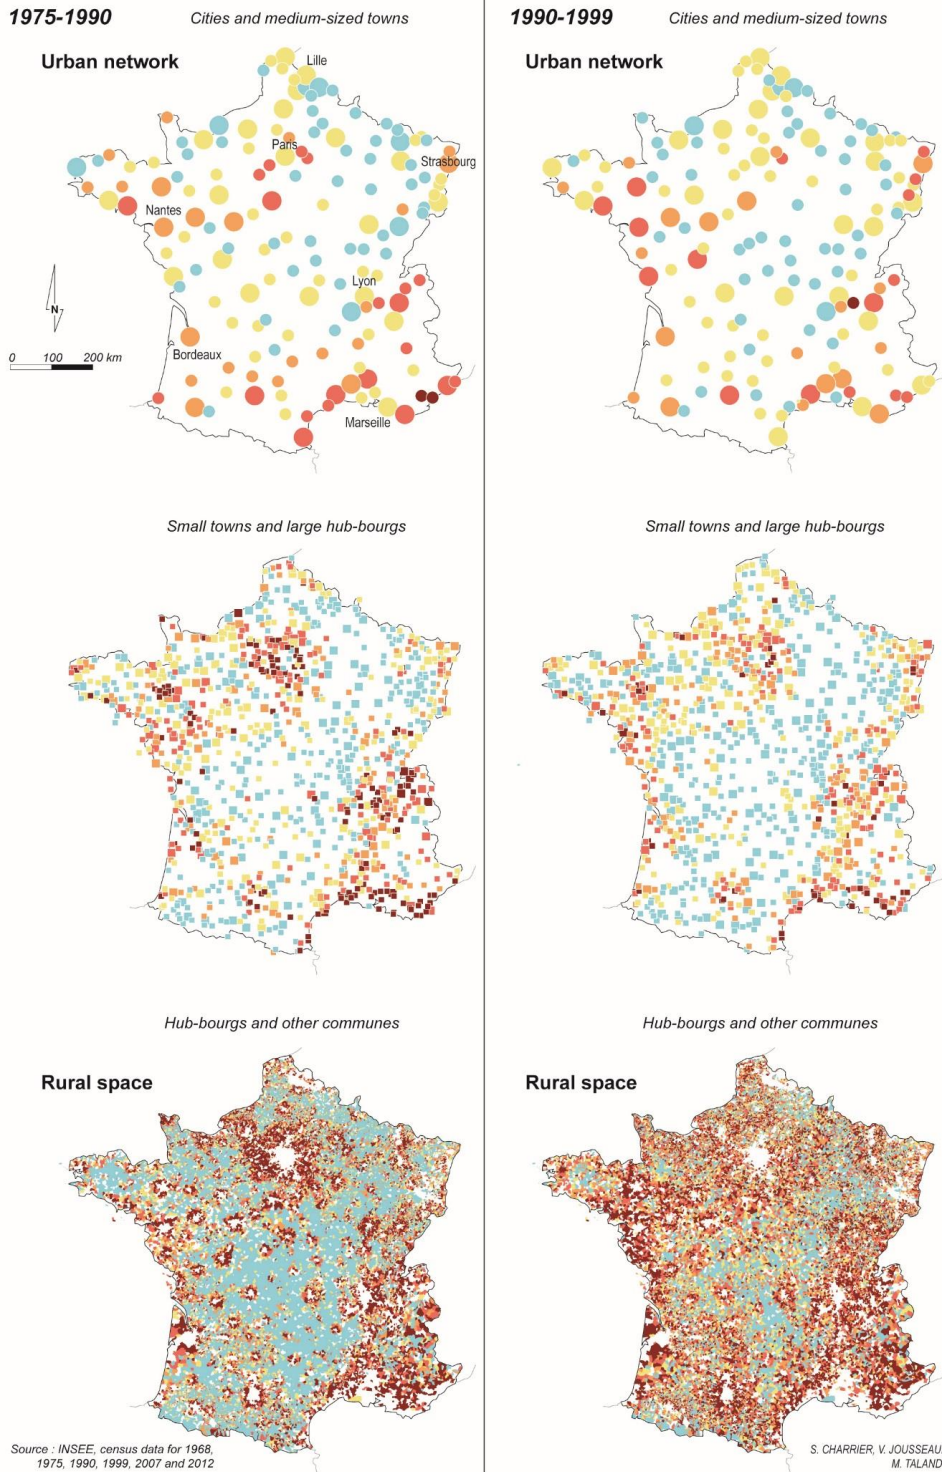 1975-1990
Cities and medium-sized towns
Urban network
Lille
Paris
Strasbourg
Nantes
N
Lyon
0 100 200 km
Bordeaux
Marseille
Small towns and large hub-bourgs
Hub-bourgs and other communes
Rural space
Source : INSEE, census data for 1968,
1975, 1990, 1999, 2007 and 2012
1990-1999
Cities and medium-sized towns
Urban network
Small towns and large hub-bourgs
Hub-bourgs and other communes
Rural space
S. CHARRIER, V. JOUSSEAU
M. TALAND